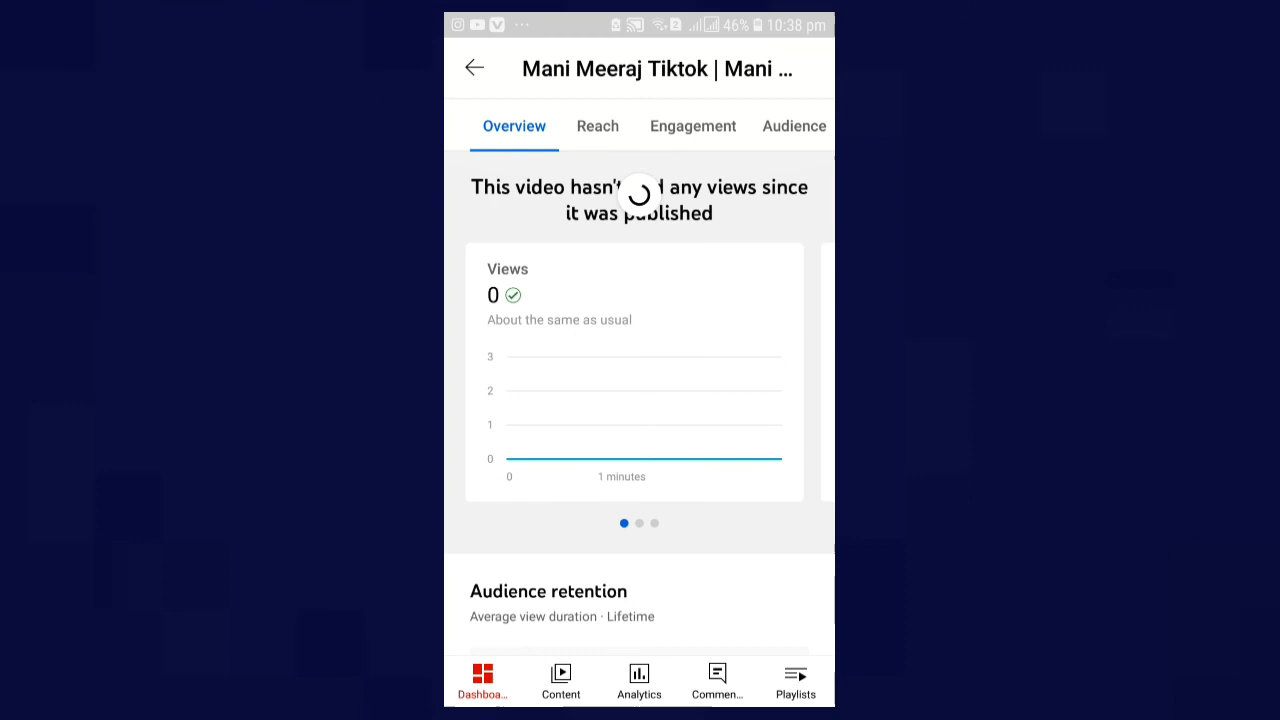 46% 10:38 pm
Mani Meeraj Tiktok | Mani ...
Overview Reach Engagement Audience
This video hasn't any views since
it was published
Views
0
About the same as usual
3
2
1
0
0 1 minutes
Audience retention
Average view duration · Lifetime
Dashboa... Content Analytics Commen... Playlists